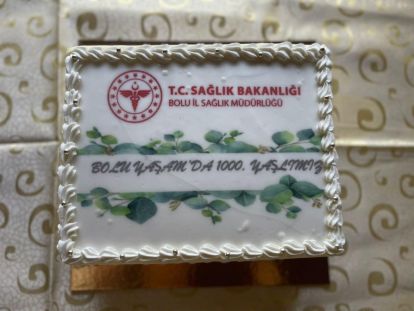 T.C. SAĞLIK BAKANLIĞI
BOLU İL SAĞLIK MÜDÜRLÜĞÜ
BOLU YAŞAM'DA 1000. YAŞLIMIZ